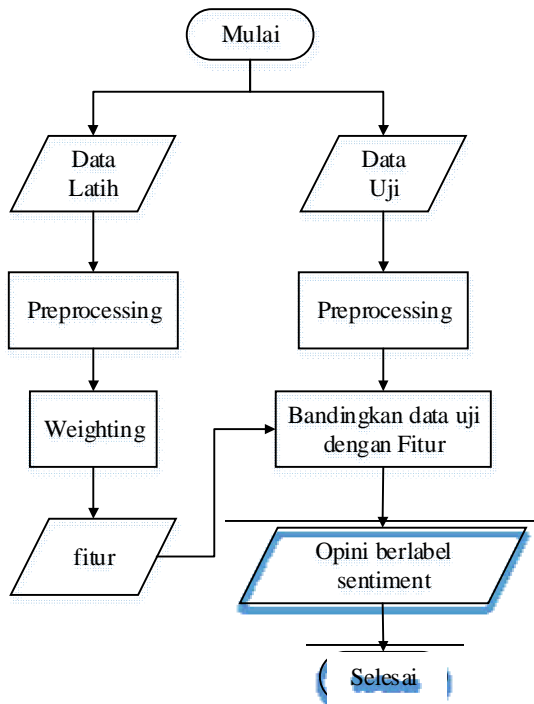 Mulai
Data
Latih
Data
Uji
Preprocessing
Preprocessing
Weighting
Bandingkan data uji
dengan Fitur
fitur
Opini berlabel
sentiment
Selesai